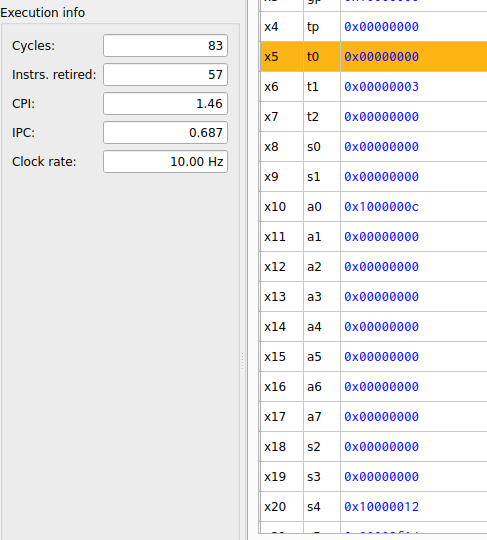 Execution info
Cycles: 83
Instrs. retired: 57
CPI: 1.46
IPC: 0.687
Clock rate: 10.00 Hz
x4 tp 0x00000000
x5 t0 0x00000000
x6 t1 0x00000003
x7 t2 0x00000000
x8 s0 0x00000000
x9 s1 0x00000000
x10 a0 0x1000000c
x11 a1 0x00000000
x12 a2 0x00000000
x13 a3 0x00000000
x14 a4 0x00000000
x15 a5 0x00000000
x16 a6 0x00000000
x17 a7 0x00000000
x18 s2 0x00000000
x19 s3 0x00000000
x20 s4 0x10000012